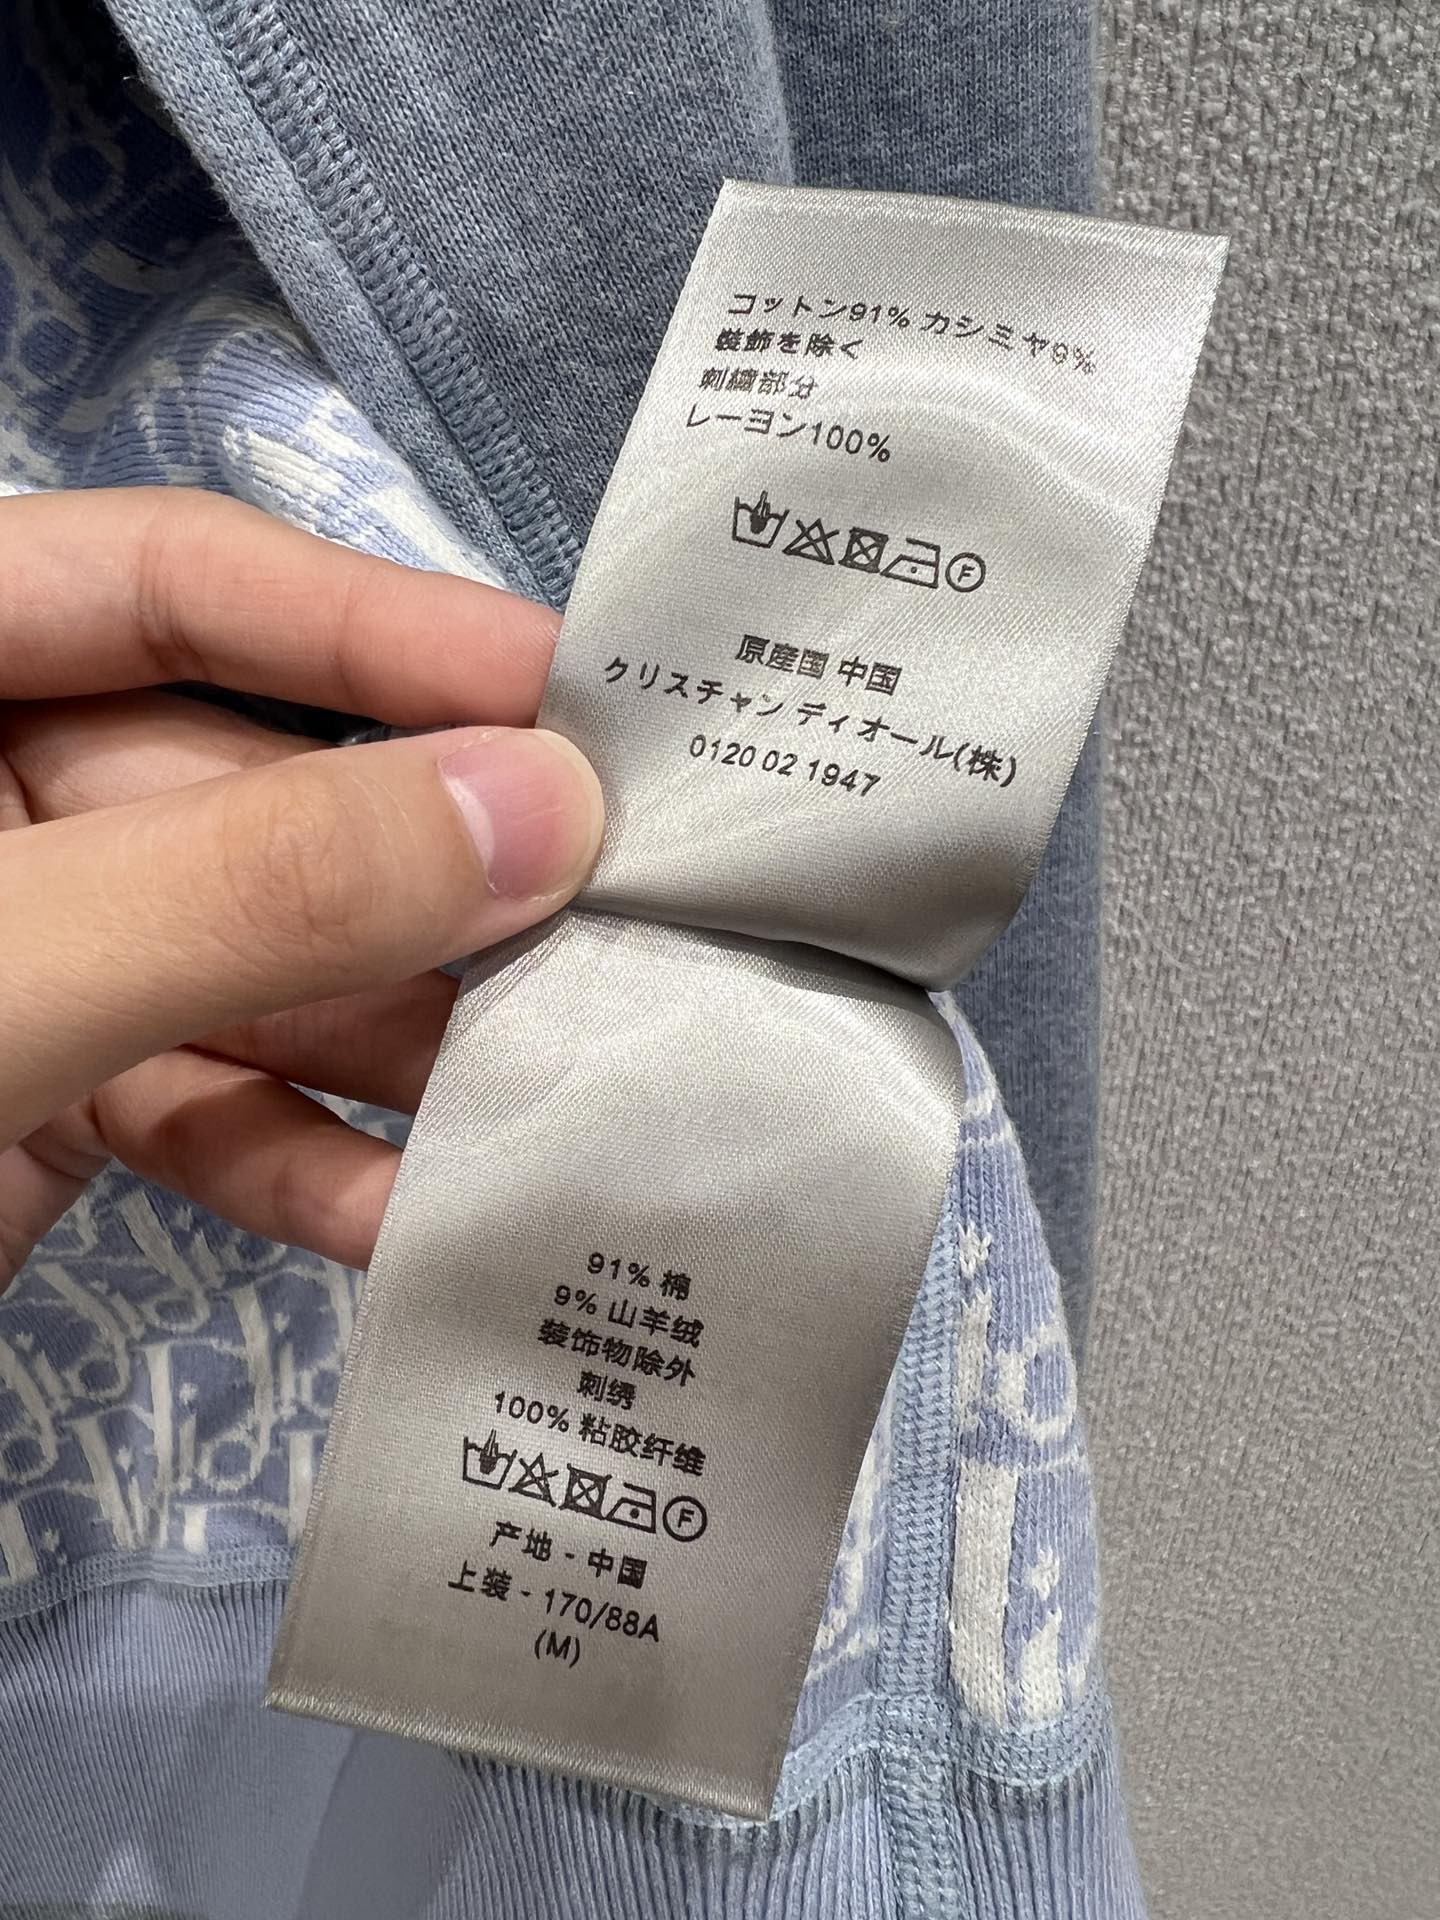 コットン91% カシミヤ9%
装飾を除く
刺繍部分
レーヨン100%
F
原産国 中国
クリスチャン ディオール(株)
0120 02 1947
91% 棉
9% 山羊绒
装饰物除外
刺绣
100% 粘胶纤维
F
产地 - 中国
上装 - 170/88A
(M)